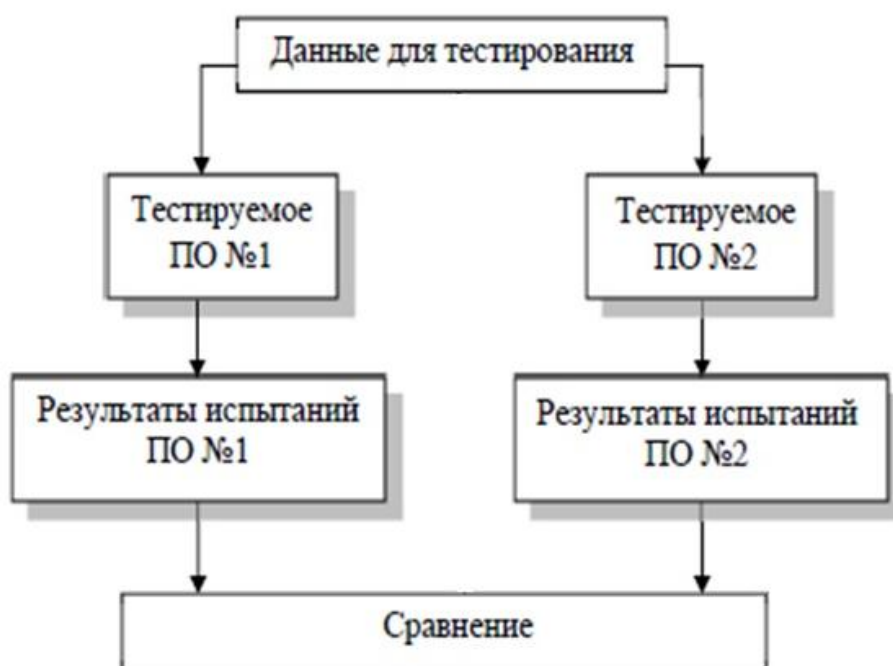 Данные для тестирования
Тестируемое
ПО №1
Тестируемое
ПО №2
Результаты испытаний
ПО №1
Результаты испытаний
ПО №2
Сравнение